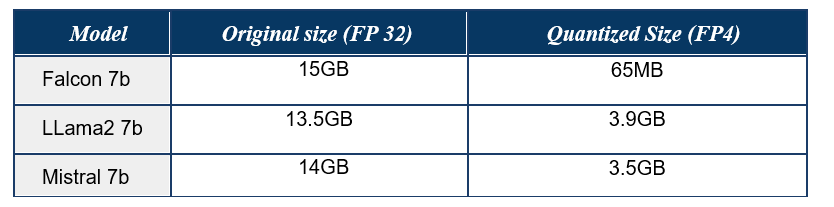 Model Original size (FP 32) Quantized Size (FP4)
Falcon 7b 15GB 65MB
LLama2 7b 13.5GB 3.9GB
Mistral 7b 14GB 3.5GB